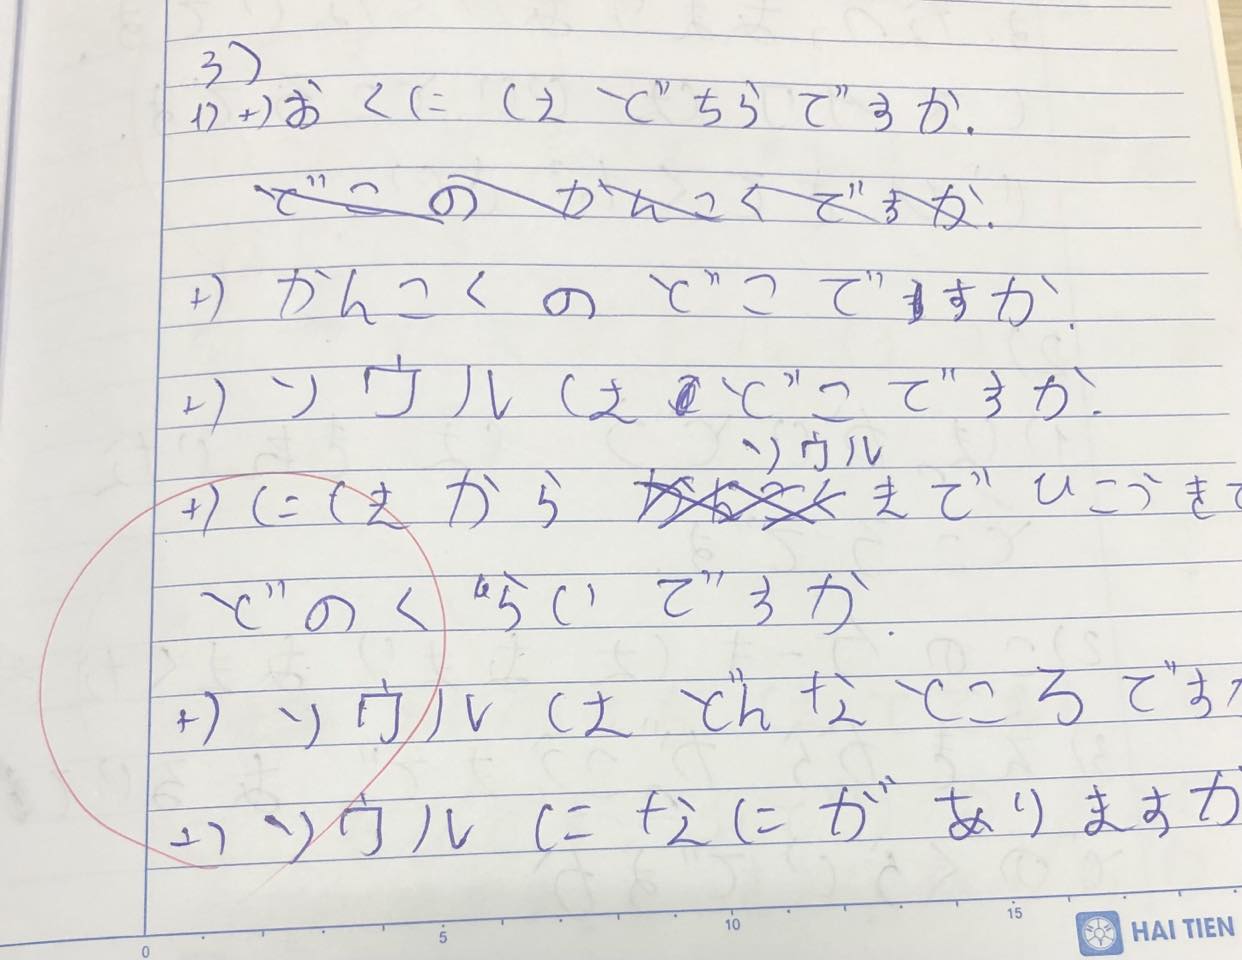 3)
1) +) おくに は どちらですか.
どこの かんこくですか.
+) かんこくの どこですか.
+) ソウル は どこですか.
ソウル
+) にほ から かんこく まで ひこうきで
どのくらい ですか.
+) ソウル は どんな ところ ですか
+) ソウル に なに が ありますか
0 5 10 15
HAI TIEN